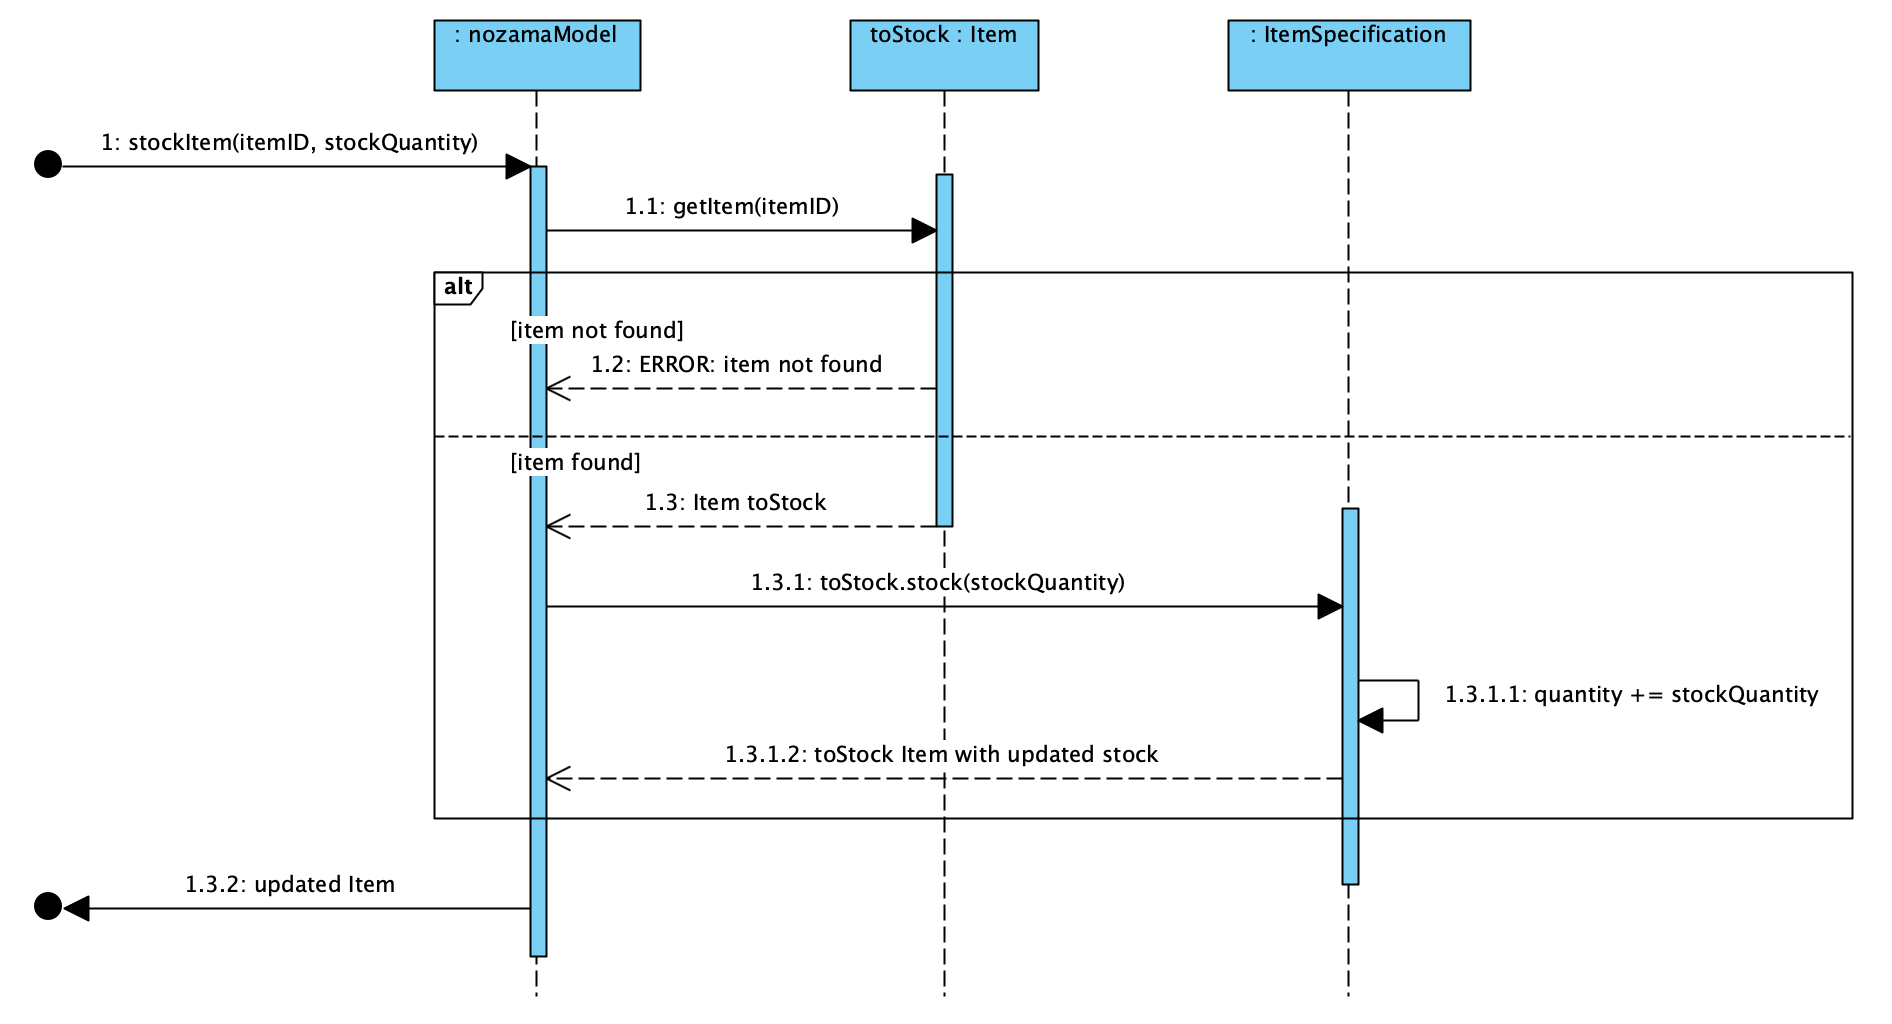 : nozamaModel
toStock : Item
: ItemSpecification
1: stockItem(itemID, stockQuantity)
1.1: getItem(itemID)
alt
[item not found]
1.2: ERROR: item not found
[item found]
1.3: Item toStock
1.3.1: toStock.stock(stockQuantity)
1.3.1.1: quantity += stockQuantity
1.3.1.2: toStock Item with updated stock
1.3.2: updated Item